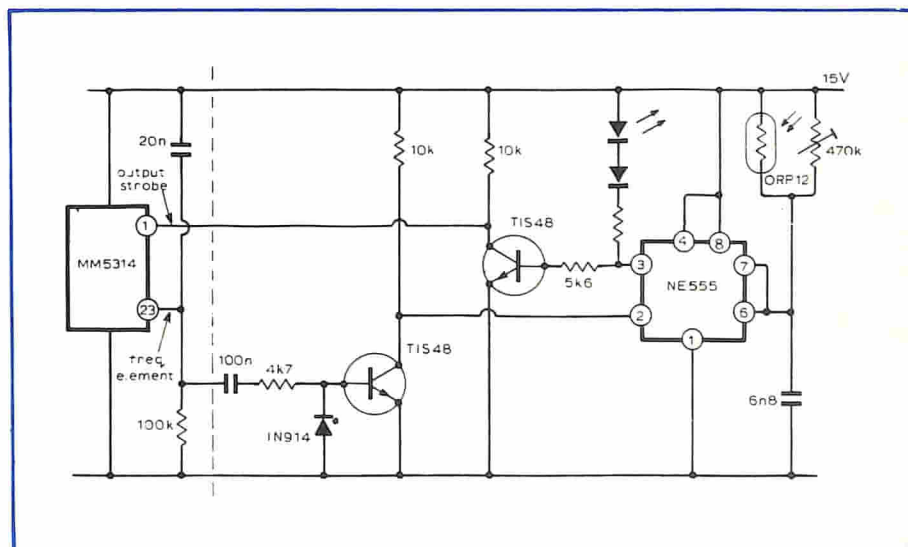 15V
20n
10k
10k
470k
ORP12
output
strobe
TIS48
1
MM5314
4
8
3
7
5k6
NE555
23
2
6
TIS48
1
freq
element
100n
4k7
6n8
100k
IN914